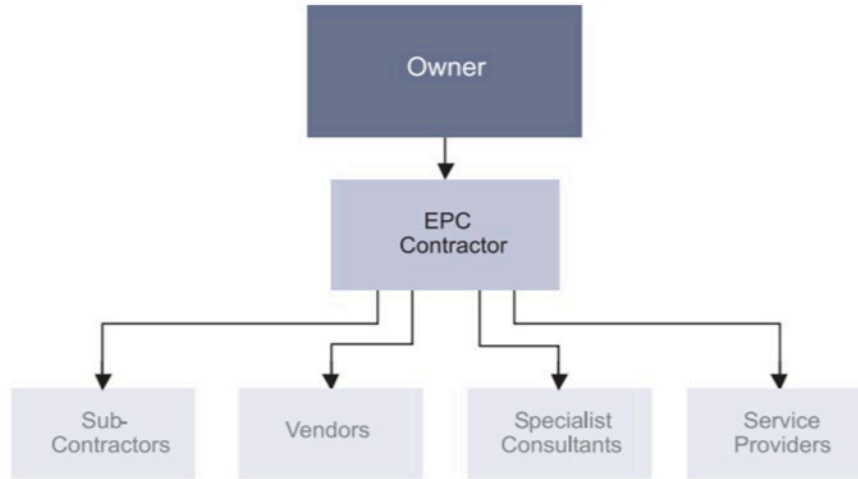 Owner
EPC
Contractor
Sub-
Contractors
Vendors
Specialist
Consultants
Service
Providers